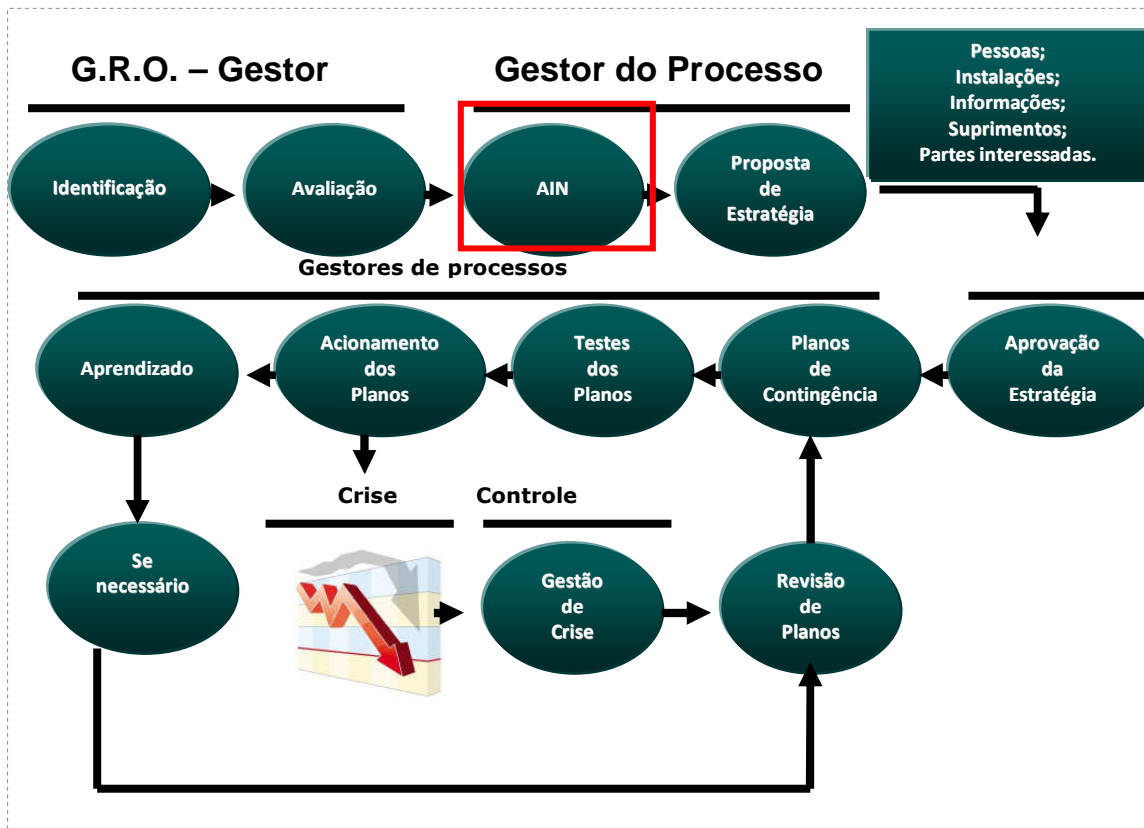 G.R.O. – Gestor
Gestor do Processo
Pessoas;
Instalações;
Informações;
Suprimentos;
Partes interessadas.
Identificação
Avaliação
AIN
Proposta
de
Estratégia
Gestores de processos
Aprendizado
Acionamento
dos
Planos
Testes
dos
Planos
Planos
de
Contingência
Aprovação
da
Estratégia
Crise
Controle
Se
necessário
Gestão
de
Crise
Revisão
de
Planos